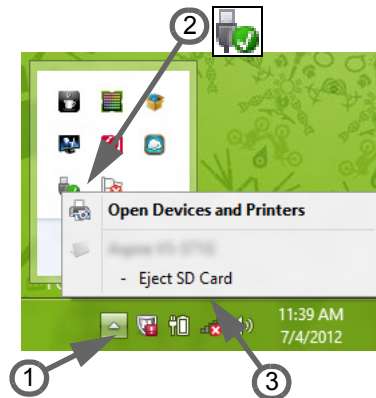 2
Open Devices and Printers
- Eject SD Card
11:39 AM
7/4/2012
1
3